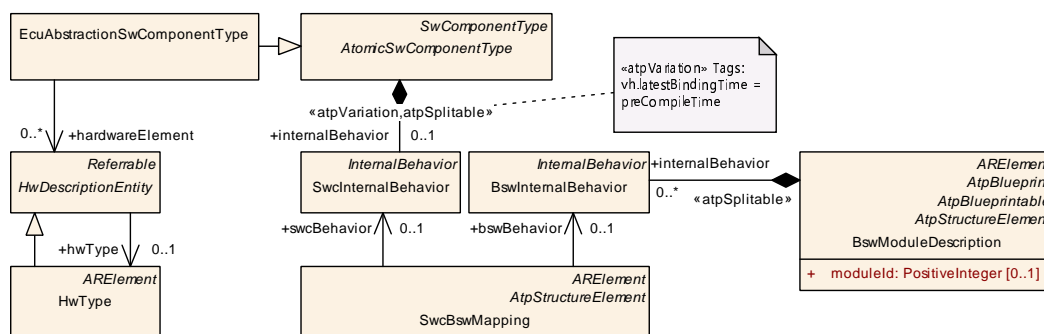 EcuAbstractionSwComponentType
SwComponentType
AtomicSwComponentType
«atpVariation» Tags:
vh.latestBindingTime =
preCompileTime
«atpVariation,atpSplitable»
0..*
+hardwareElement
+internalBehavior
0..1
Referrable
HwDescriptionEntity
InternalBehavior
SwcInternalBehavior
InternalBehavior
BswInternalBehavior
+internalBehavior
0..*
«atpSplitable»
ARElement
AtpBlueprint
AtpBlueprintable
AtpStructureElement
BswModuleDescription
+ moduleId: PositiveInteger [0..1]
+hwType
0..1
+swcBehavior
0..1
+bswBehavior
0..1
ARElement
HwType
ARElement
AtpStructureElement
SwcBswMapping